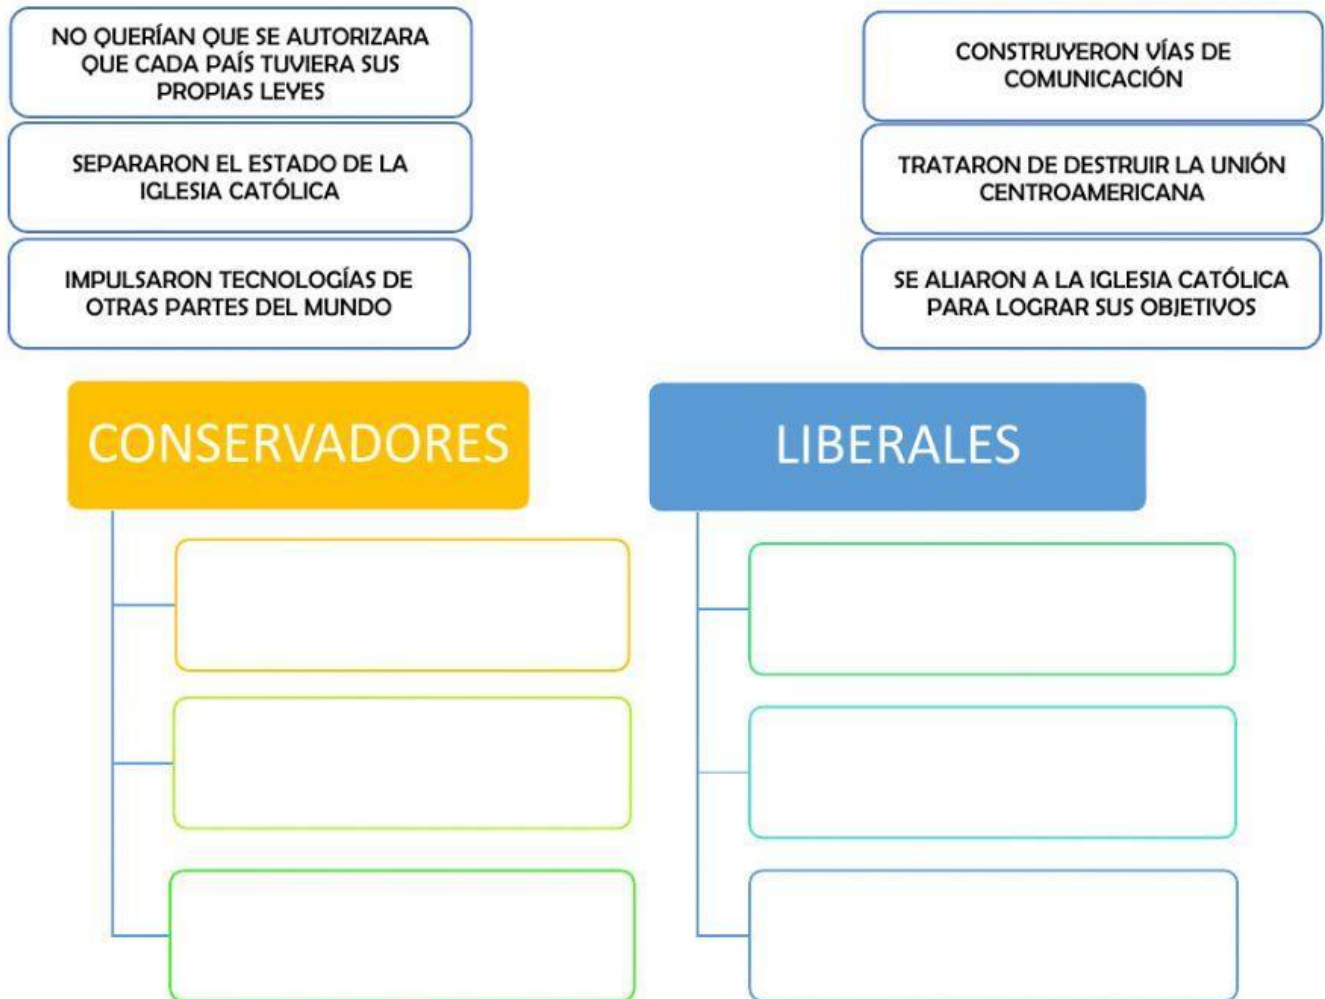 NO QUERÍAN QUE SE AUTORIZARA
QUE CADA PAÍS TUVIERA SUS
PROPIAS LEYES
SEPARARON EL ESTADO DE LA
IGLESIA CATÓLICA
IMPULSARON TECNOLOGÍAS DE
OTRAS PARTES DEL MUNDO
CONSTRUYERON VÍAS DE
COMUNICACIÓN
TRATARON DE DESTRUIR LA UNIÓN
CENTROAMERICANA
SE ALIARON A LA IGLESIA CATÓLICA
PARA LOGRAR SUS OBJETIVOS
CONSERVADORES
LIBERALES